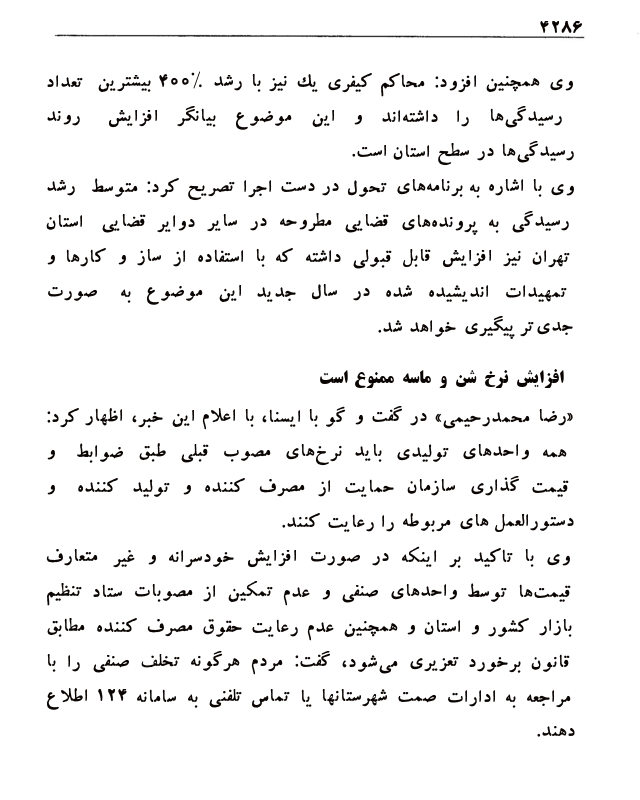 ۴۲۸۶
وی همچنین افزود: محاکم کیفری یك نیز با رشد ٪۴۰۰ بیشترین تعداد
رسیدگی‌ها را داشته‌اند و این موضوع بیانگر افزایش روند
رسیدگی‌ها در سطح استان است.
وی با اشاره به برنامه‌های تحول در دست اجرا تصریح کرد: متوسط رشد
رسیدگی به پرونده‌های قضایی مطروحه در سایر دوایر قضایی استان
تهران نیز افزایش قابل قبولی داشته که با استفاده از ساز و کارها و
تمهیدات اندیشیده شده در سال جدید این موضوع به صورت
جدی‌تر پیگیری خواهد شد.
افزایش نرخ شن و ماسه ممنوع است
«رضا محمدرحیمی» در گفت و گو با ایسنا، با اعلام این خبر، اظهار کرد:
همه واحدهای تولیدی باید نرخ‌های مصوب قبلی طبق ضوابط و
قیمت گذاری سازمان حمایت از مصرف کننده و تولید کننده و
دستورالعمل های مربوطه را رعایت کنند.
وی با تاکید بر اینکه در صورت افزایش خودسرانه و غیر متعارف
قیمت‌ها توسط واحدهای صنفی و عدم تمکین از مصوبات ستاد تنظیم
بازار کشور و استان و همچنین عدم رعایت حقوق مصرف کننده مطابق
قانون برخورد تعزیری می‌شود، گفت: مردم هرگونه تخلف صنفی را با
مراجعه به ادارات صمت شهرستانها یا تماس تلفنی به سامانه ۱۲۴ اطلاع
دهند.